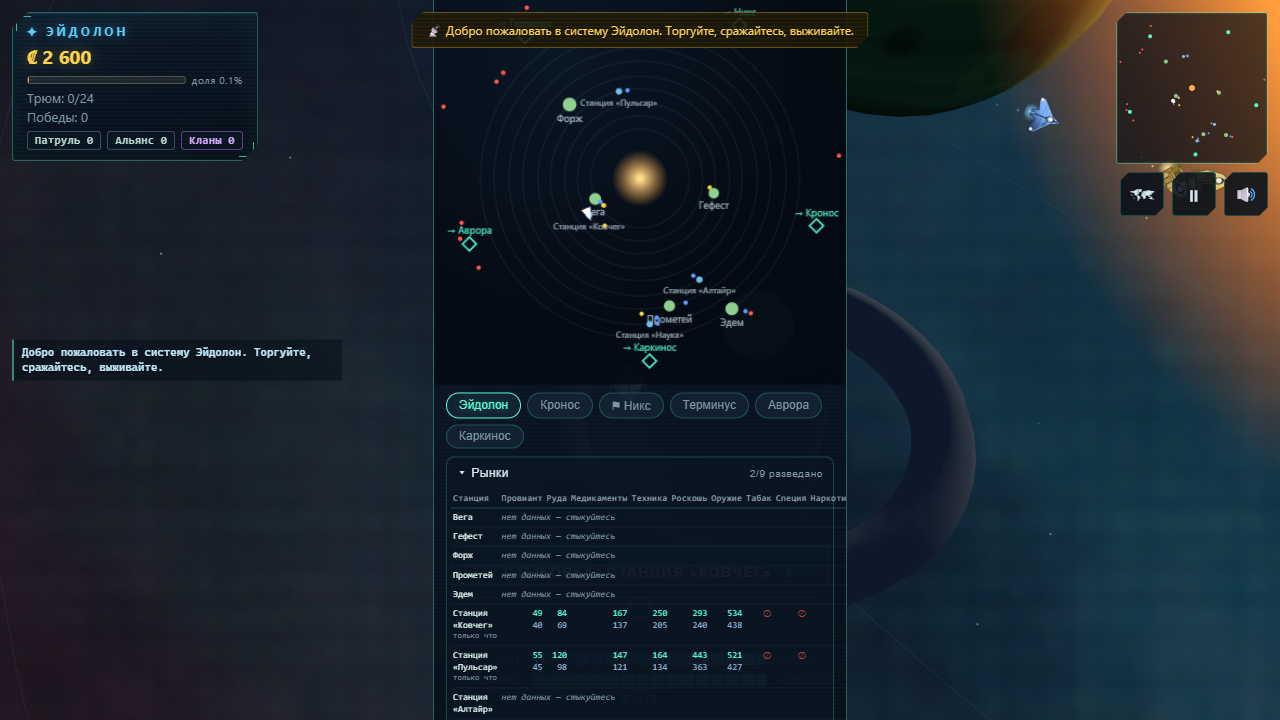 ЭЙДОЛОН
₡ 2 600
доля 0.1%
Трюм: 0/24
Победы: 0
Патруль 0 Альянс 0 Кланы 0
Добро пожаловать в систему Эйдолон. Торгуйте, сражайтесь, выживайте.
Станция «Пульсар»
Форж
Вега
Гефест
Станция «Ковчег»
→ Кронос
→ Аврора
Станция «Алтайр»
Прометей
Эдем
Станция «Наука»
→ Каркинос
Добро пожаловать в систему Эйдолон. Торгуйте,
сражайтесь, выживайте.
Эйдолон Кронос Никс Терминус Аврора
Каркинос
Рынки 2/9 разведано
Станция Провиант Руда Медикаменты Техника Роскошь Оружие Табак Специя Наркоти
Вега нет данных — стыкуйтесь
Гефест нет данных — стыкуйтесь
Форж нет данных — стыкуйтесь
Прометей нет данных — стыкуйтесь
Эдем нет данных — стыкуйтесь
Станция 49 84 167 250 293 534
«Ковчег» 40 69 137 205 240 438
только что
Станция 55 120 147 164 443 521
«Пульсар» 45 98 121 134 363 427
только что
Станция нет данных — стыкуйтесь
«Алтайр»